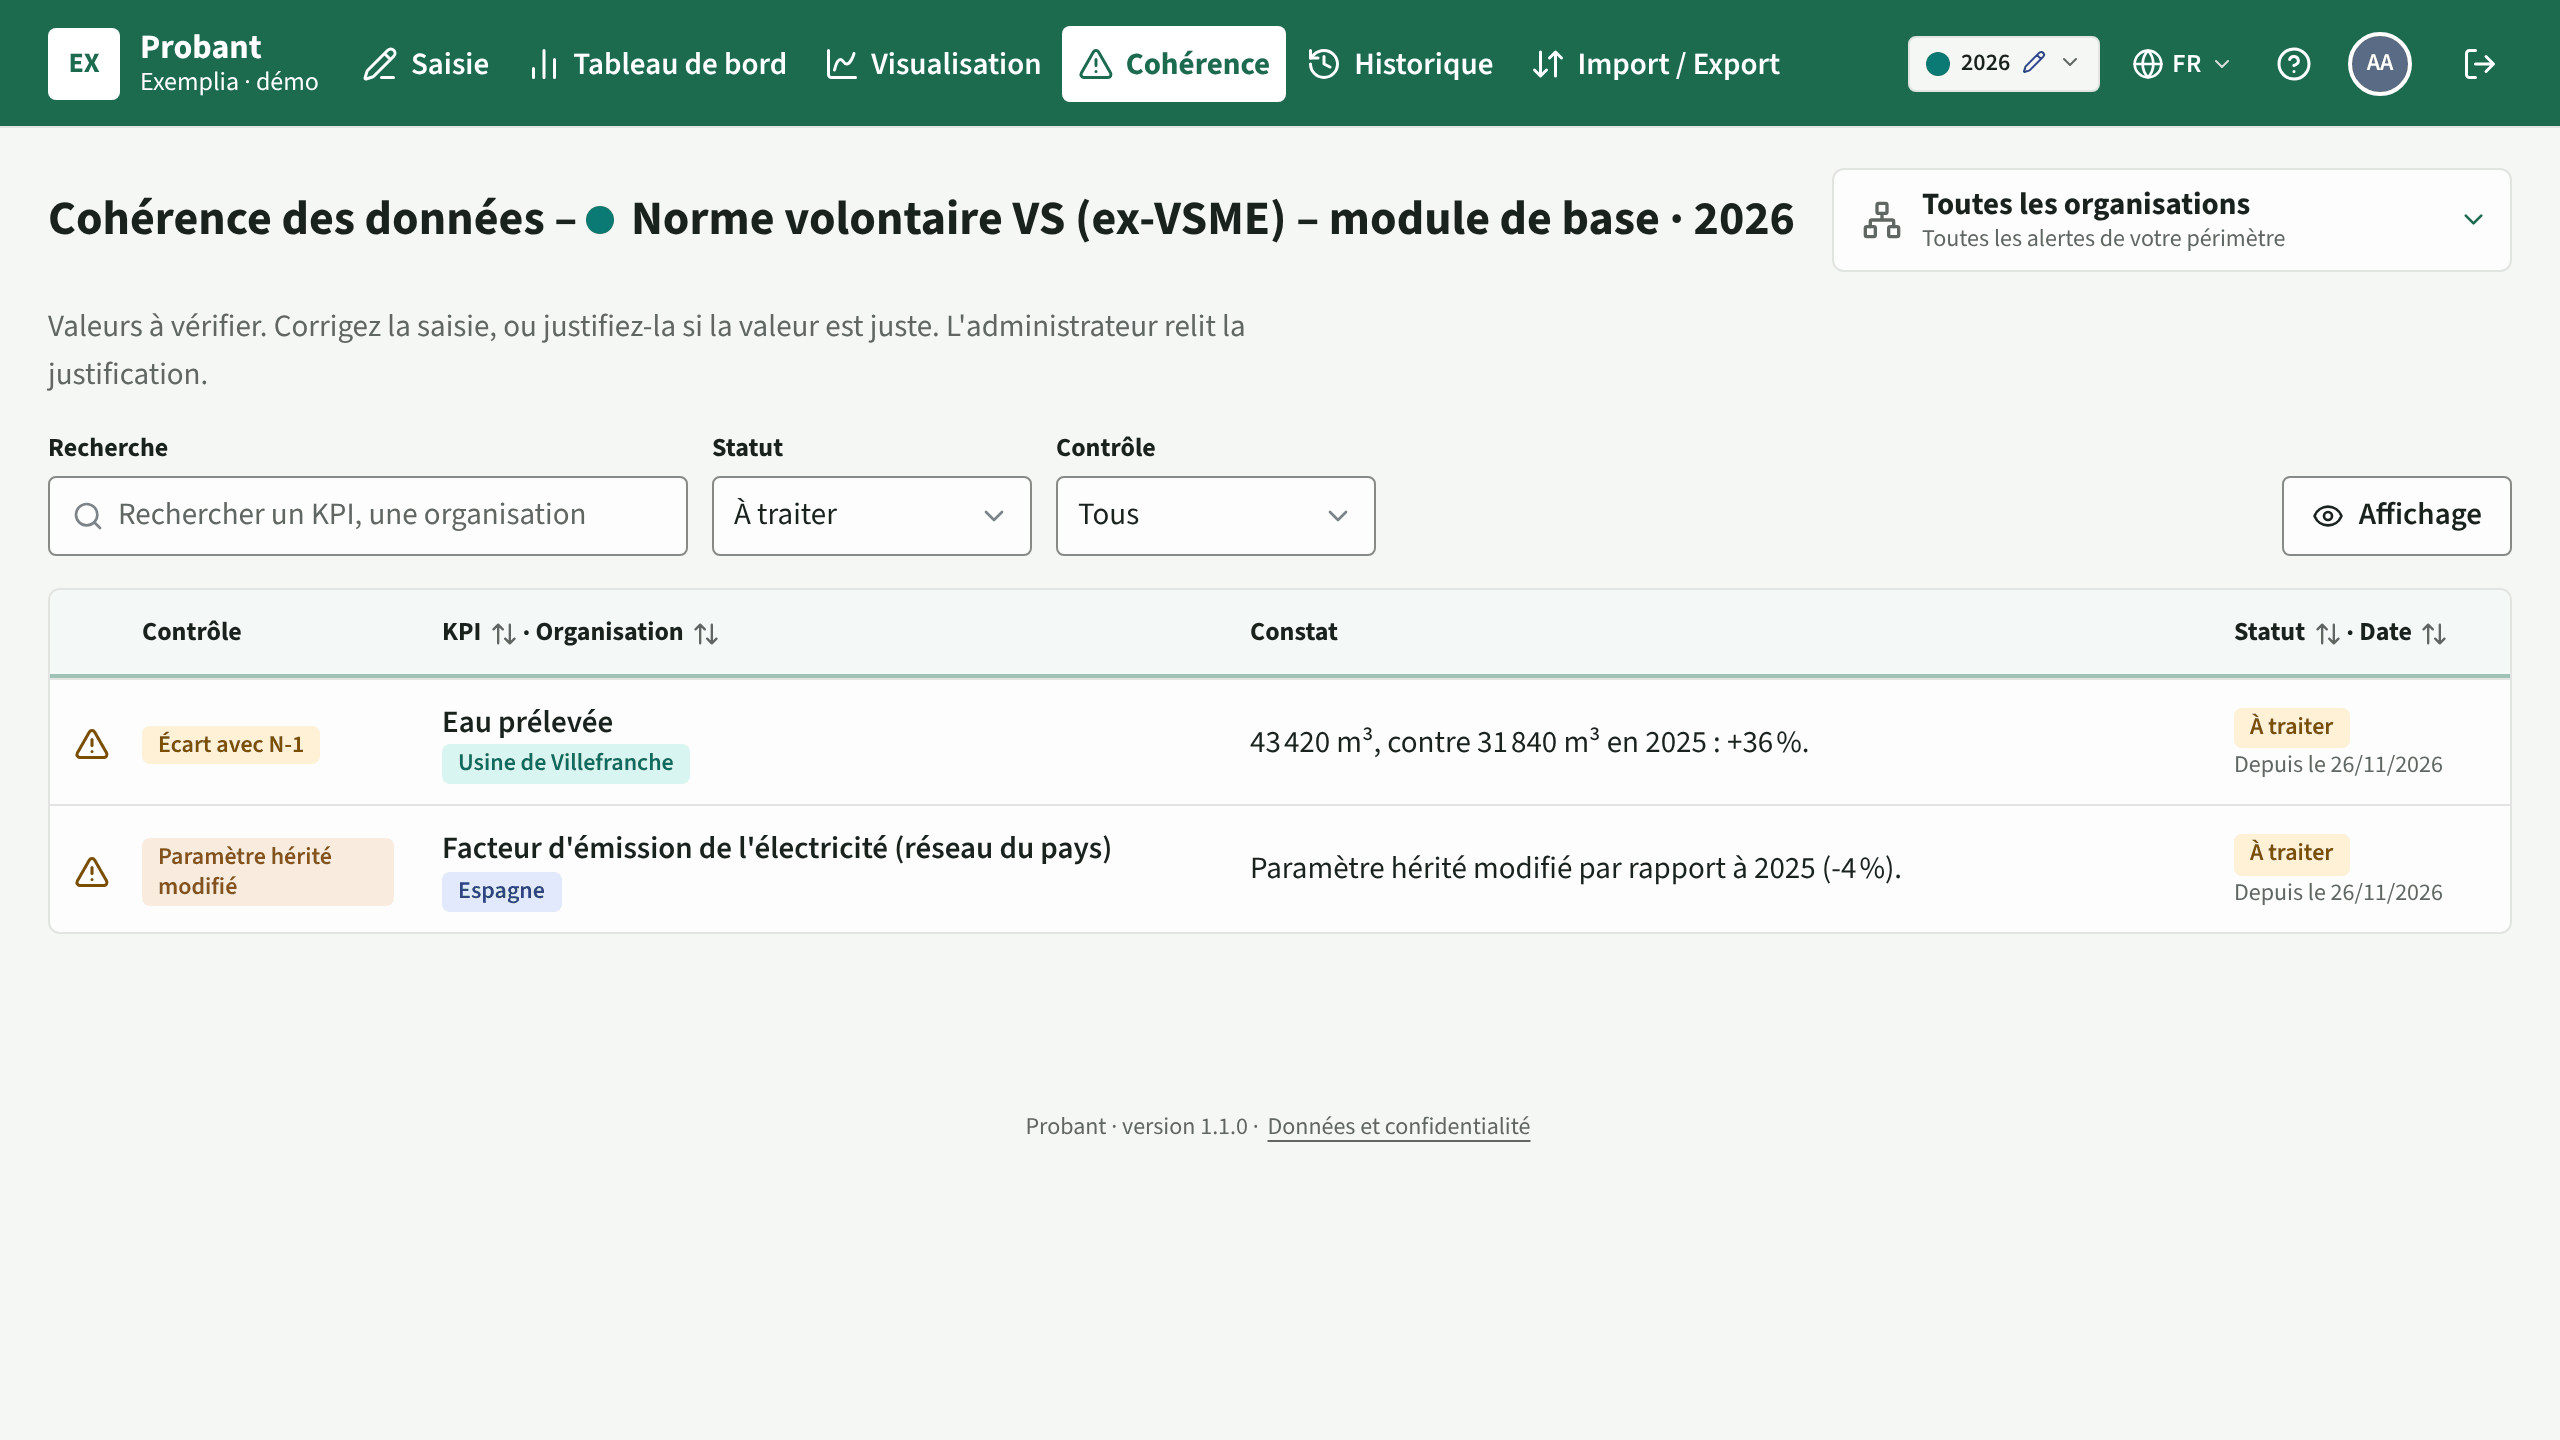 EX
Probant
Exemplia · démo
Saisie
Tableau de bord
Visualisation
Cohérence
Historique
Import / Export
2026
FR
AA
Cohérence des données – Norme volontaire VS (ex-VSME) – module de base · 2026
Toutes les organisations
Toutes les alertes de votre périmètre
Valeurs à vérifier. Corrigez la saisie, ou justifiez-la si la valeur est juste. L'administrateur relit la
justification.
Recherche
Statut
Contrôle
Rechercher un KPI, une organisation
À traiter
Tous
Affichage
Contrôle
KPI · Organisation
Constat
Statut · Date
Écart avec N-1
Eau prélevée
Usine de Villefranche
43 420 m³, contre 31 840 m³ en 2025 : +36 %.
À traiter
Depuis le 26/11/2026
Paramètre hérité
modifié
Facteur d'émission de l'électricité (réseau du pays)
Espagne
Paramètre hérité modifié par rapport à 2025 (-4 %).
À traiter
Depuis le 26/11/2026
Probant · version 1.1.0 · Données et confidentialité